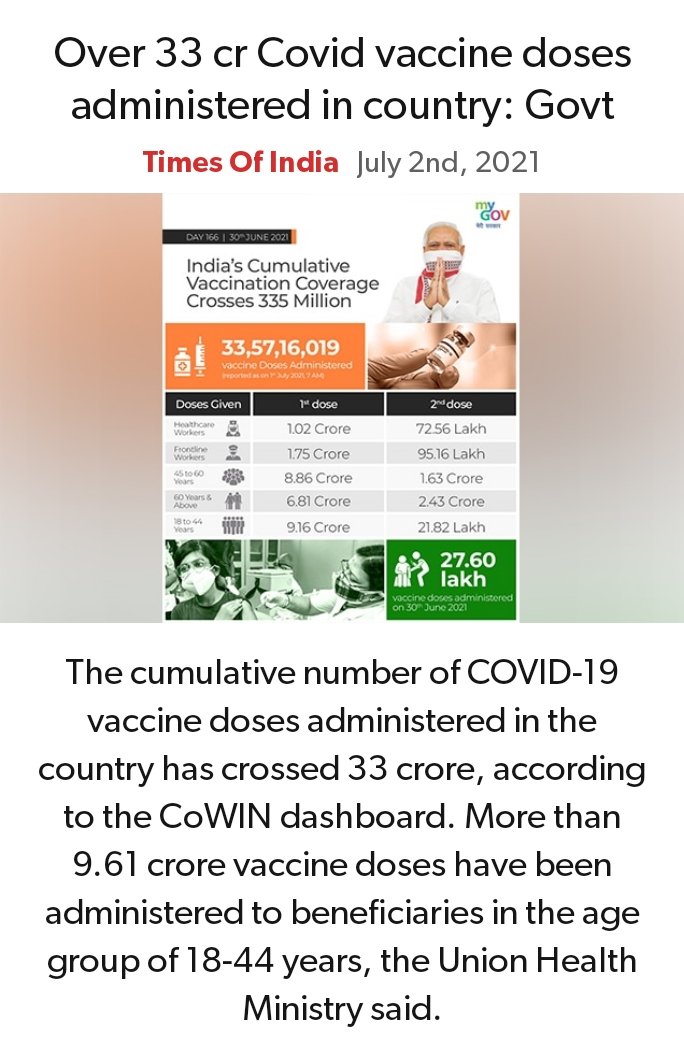 Over 33 cr Covid vaccine doses
administered in country: Govt
Times Of India July 2nd, 2021
my
GOV
मेरी सरकार
DAY 166 | 30th JUNE 2021
India's Cumulative
Vaccination Coverage
Crosses 335 Million
33,57,16,019
vaccine Doses Administered
(reported as on 1st July 2021, 7 AM)
Doses Given 1st dose 2nd dose
Healthcare
Workers 1.02 Crore 72.56 Lakh
Frontline
Workers 1.75 Crore 95.16 Lakh
45 to 60
Years 8.86 Crore 1.63 Crore
60 Years &
Above 6.81 Crore 2.43 Crore
18 to 44
Years 9.16 Crore 21.82 Lakh
27.60
lakh
vaccine doses administered
on 30th June 2021
The cumulative number of COVID-19
vaccine doses administered in the
country has crossed 33 crore, according
to the CoWIN dashboard. More than
9.61 crore vaccine doses have been
administered to beneficiaries in the age
group of 18-44 years, the Union Health
Ministry said.